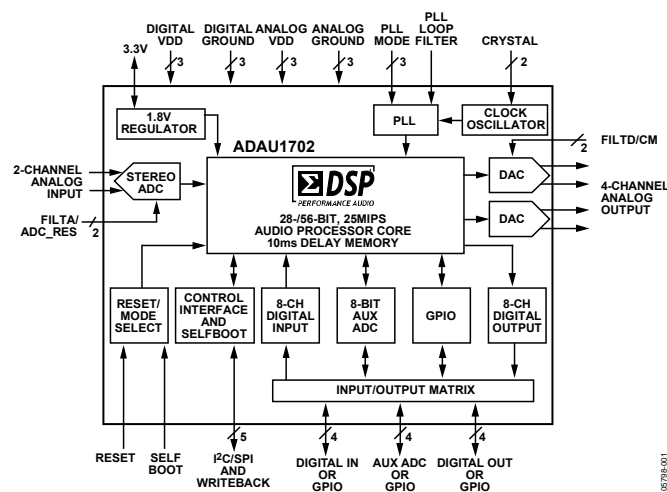 DIGITAL
VDD
DIGITAL
GROUND
ANALOG
VDD
ANALOG
GROUND
PLL
MODE
PLL
LOOP
FILTER
CRYSTAL
3.3V
3
3
3
3
3
2
1.8V
REGULATOR
PLL
CLOCK
OSCILLATOR
ADAU1702
FILTD/CM
2
2-CHANNEL
ANALOG
INPUT
STEREO
ADC
ΣDSP
PERFORMANCE AUDIO
28-/56-BIT, 25MIPS
AUDIO PROCESSOR CORE
10ms DELAY MEMORY
DAC
DAC
4-CHANNEL
ANALOG
OUTPUT
FILTA/
ADC_RES
2
RESET/
MODE
SELECT
CONTROL
INTERFACE
AND
SELFBOOT
8-CH
DIGITAL
INPUT
8-BIT
AUX
ADC
GPIO
8-CH
DIGITAL
OUTPUT
INPUT/OUTPUT MATRIX
5
4
4
4
RESET
SELF
BOOT
I²C/SPI
AND
WRITEBACK
DIGITAL IN
OR
GPIO
AUX ADC
OR
GPIO
DIGITAL OUT
OR
GPIO
05798-001